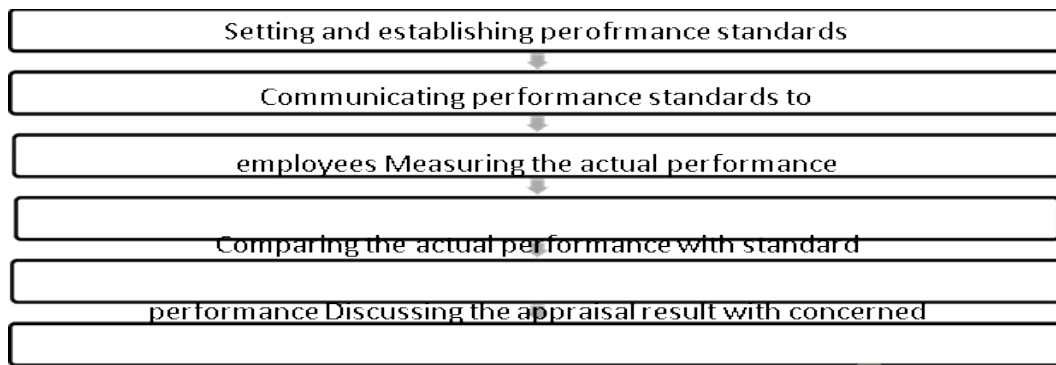 Setting and establishing perofrmance standards
Communicating performance standards to
employees Measuring the actual performance
Comparing the actual performance with standard
performance Discussing the appraisal result with concerned